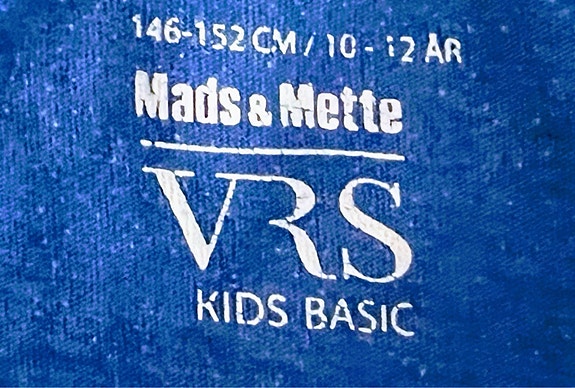 146-152 CM / 10 - 12 ÅR
Mads & Mette
VRS
KIDS BASIC